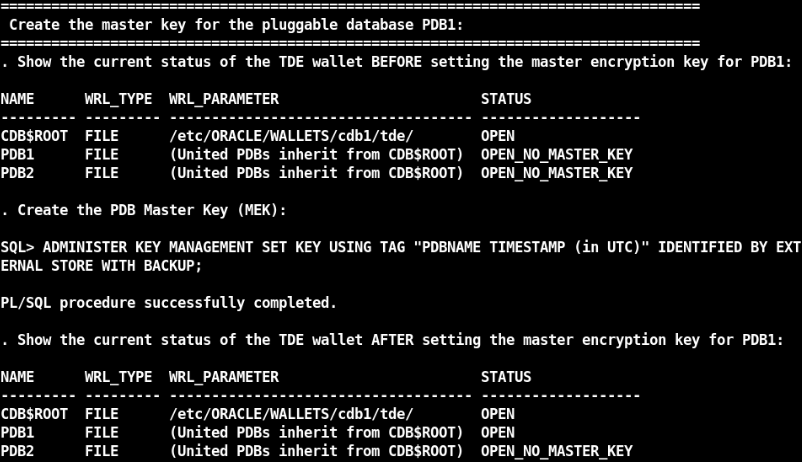 ===================================================================================
 Create the master key for the pluggable database PDB1:
===================================================================================
. Show the current status of the TDE wallet BEFORE setting the master encryption key for PDB1:

NAME      WRL_TYPE  WRL_PARAMETER                        STATUS
--------- --------- ------------------------------------ -------------------
CDB$ROOT  FILE      /etc/ORACLE/WALLETS/cdb1/tde/        OPEN
PDB1      FILE      (United PDBs inherit from CDB$ROOT)  OPEN_NO_MASTER_KEY
PDB2      FILE      (United PDBs inherit from CDB$ROOT)  OPEN_NO_MASTER_KEY

. Create the PDB Master Key (MEK):

SQL> ADMINISTER KEY MANAGEMENT SET KEY USING TAG "PDBNAME TIMESTAMP (in UTC)" IDENTIFIED BY EXT
ERNAL STORE WITH BACKUP;

PL/SQL procedure successfully completed.

. Show the current status of the TDE wallet AFTER setting the master encryption key for PDB1:

NAME      WRL_TYPE  WRL_PARAMETER                        STATUS
--------- --------- ------------------------------------ -------------------
CDB$ROOT  FILE      /etc/ORACLE/WALLETS/cdb1/tde/        OPEN
PDB1      FILE      (United PDBs inherit from CDB$ROOT)  OPEN
PDB2      FILE      (United PDBs inherit from CDB$ROOT)  OPEN_NO_MASTER_KEY